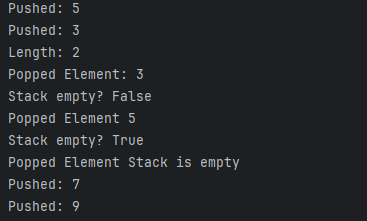 Pushed: 5
Pushed: 3
Length: 2
Popped Element: 3
Stack empty? False
Popped Element 5
Stack empty? True
Popped Element Stack is empty
Pushed: 7
Pushed: 9